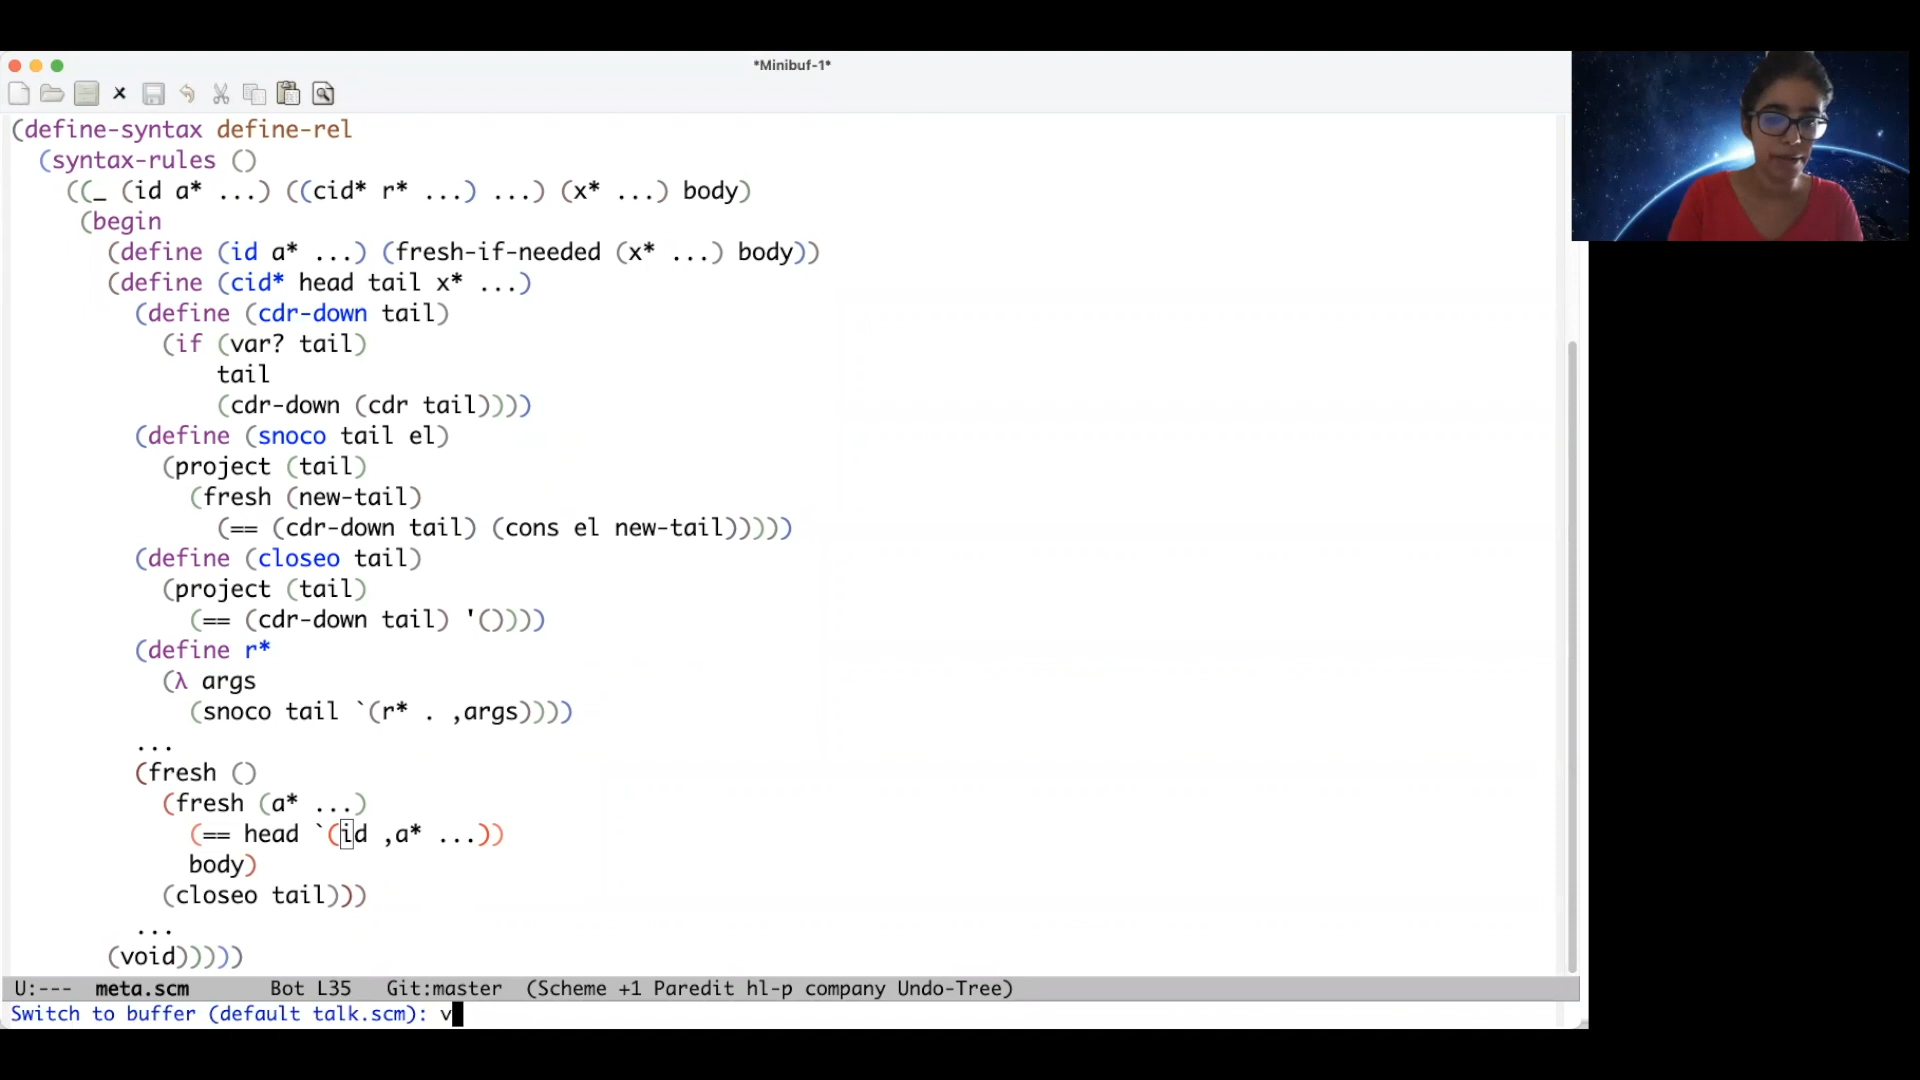 *Minibuf-1*
(define-syntax define-rel
(syntax-rules ()
((_ (id a* ...) ((cid* r* ...) ...) (x* ...) body)
(begin
(define (id a* ...) (fresh-if-needed (x* ...) body))
(define (cid* head tail x* ...)
(define (cdr-down tail)
(if (var? tail)
tail
(cdr-down (cdr tail))))
(define (snoco tail el)
(project (tail)
(fresh (new-tail)
(== (cdr-down tail) (cons el new-tail)))))
(define (closeo tail)
(project (tail)
(== (cdr-down tail) '())))
(define r*
(λ args
(snoco tail `(r* . ,args))))
...
(fresh ()
(fresh (a* ...)
(== head `(id ,a* ...))
body)
(closeo tail)))
...
(void)))))
U:--- meta.scm Bot L35 Git:master (Scheme +1 Paredit hl-p company Undo-Tree)
Switch to buffer (default talk.scm): v